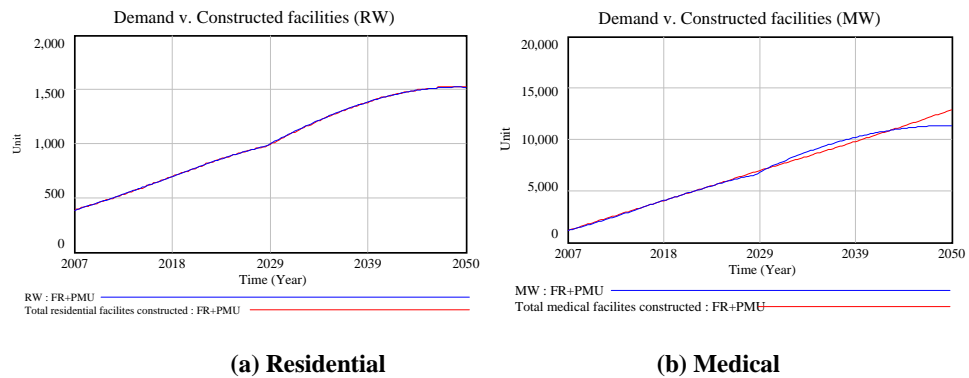 Demand v. Constructed facilities (RW)
2,000
1,500
1,000
500
0
Unit
2007 2018 2029 2039 2050
Time (Year)
RW : FR+PMU
Total residential facilites constructed : FR+PMU
(a) Residential
Demand v. Constructed facilities (MW)
20,000
15,000
10,000
5,000
0
Unit
2007 2018 2029 2039 2050
Time (Year)
MW : FR+PMU
Total medical facilites constructed : FR+PMU
(b) Medical